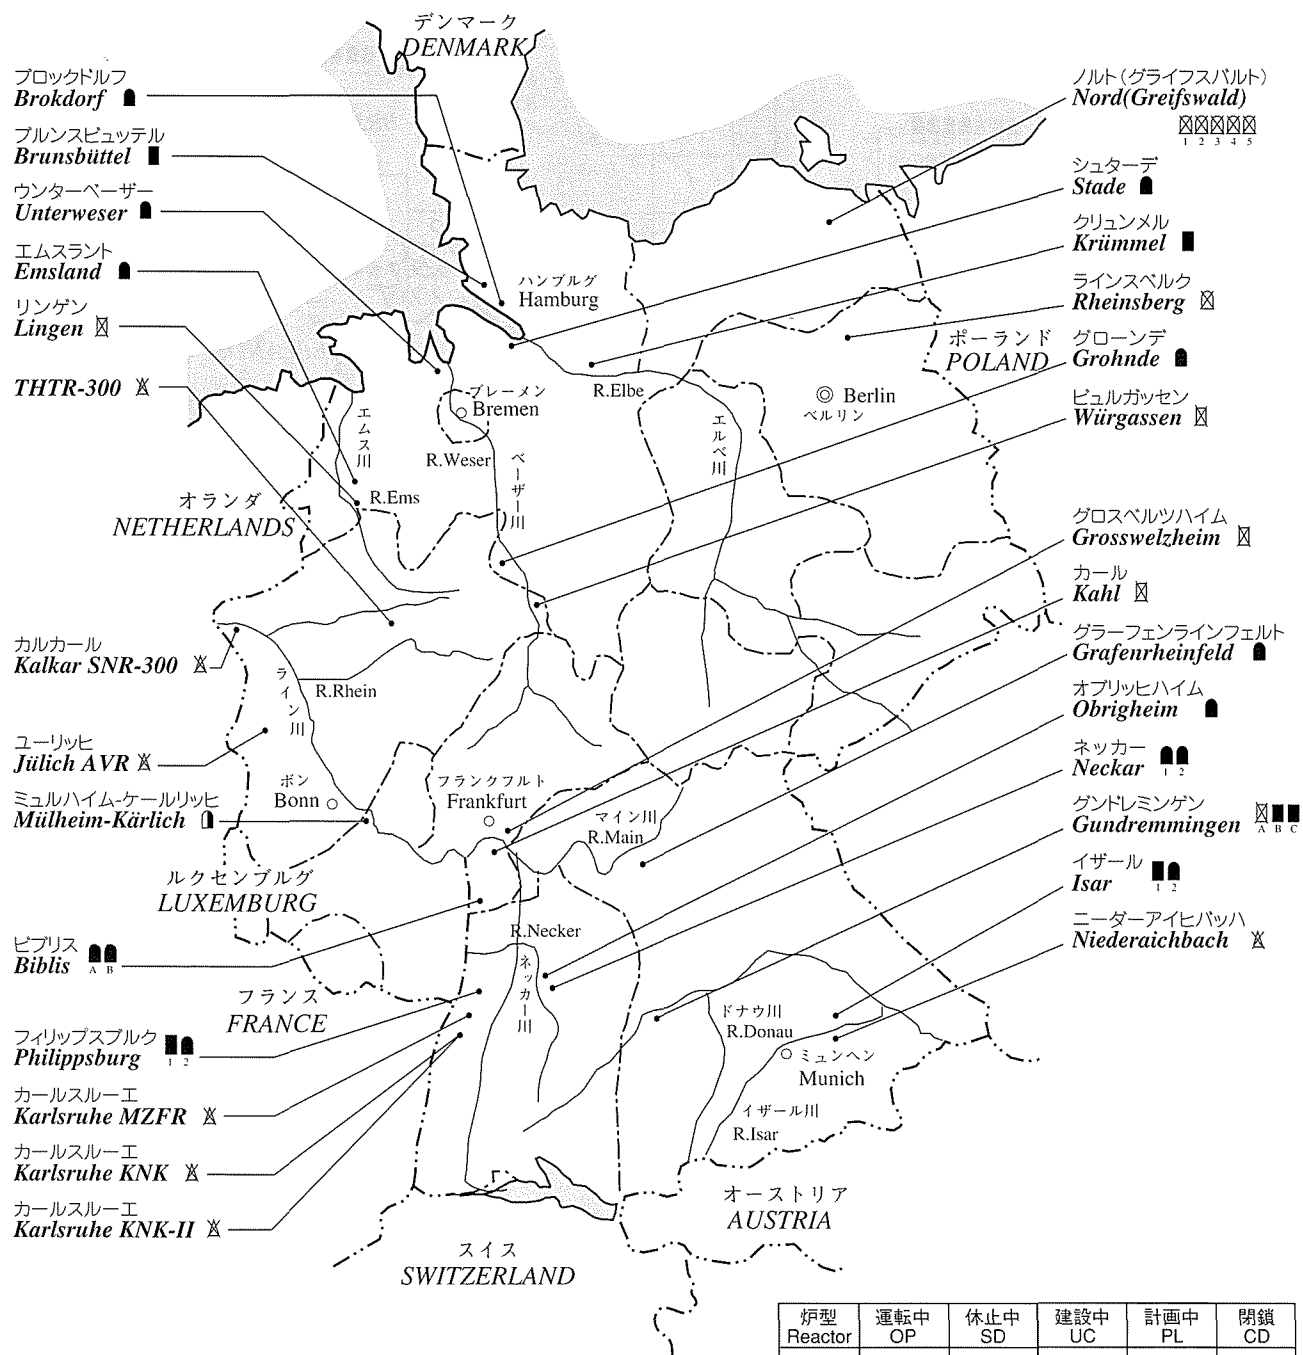 デンマーク
DENMARK
ブロックドルフ
Brokdorf
ブルンスビュッテル
Brunsbüttel
ウンターベーザー
Unterweser
エムスラント
Emsland
リンゲン
Lingen
THTR-300
オランダ
NETHERLANDS
カルカール
Kalkar SNR-300
ユーリッヒ
Jülich AVR
ミュルハイム-ケールリッヒ
Mülheim-Kärlich
ルクセンブルグ
LUXEMBURG
ビブリス
Biblis
A B
フランス
FRANCE
フィリップスブルク
Philippsburg
1 2
カールスルーエ
Karlsruhe MZFR
カールスルーエ
Karlsruhe KNK
カールスルーエ
Karlsruhe KNK-II
スイス
SWITZERLAND
ハンブルグ
Hamburg
ブレーメン
Bremen
エムス川
R.Ems
R.Weser
ベーザー川
R.Elbe
エルベ川
Berlin
ベルリン
ポーランド
POLAND
ライン川
R.Rhein
ボン
Bonn
フランクフルト
Frankfurt
マイン川
R.Main
R.Necker
ネッカー川
ドナウ川
R.Donau
ミュンヘン
Munich
イザール川
R.Isar
オーストリア
AUSTRIA
ノルト(グライフスバルト)
Nord(Greifswald)
1 2 3 4 5
シュターデ
Stade
クリュンメル
Krümmel
ラインスベルク
Rheinsberg
グローンデ
Grohnde
ビュルガッセン
Würgassen
グロスベルツハイム
Grosswelzheim
カール
Kahl
グラーフェンラインフェルト
Grafenrheinfeld
オブリッヒハイム
Obrigheim
ネッカー
Neckar
1 2
グンドレミンゲン
Gundremmingen
A B C
イザール
Isar
1 2
ニーダーアイヒバッハ
Niederaichbach
炉型 運転中 休止中 建設中 計画中 閉鎖
Reactor OP SD UC PL CD